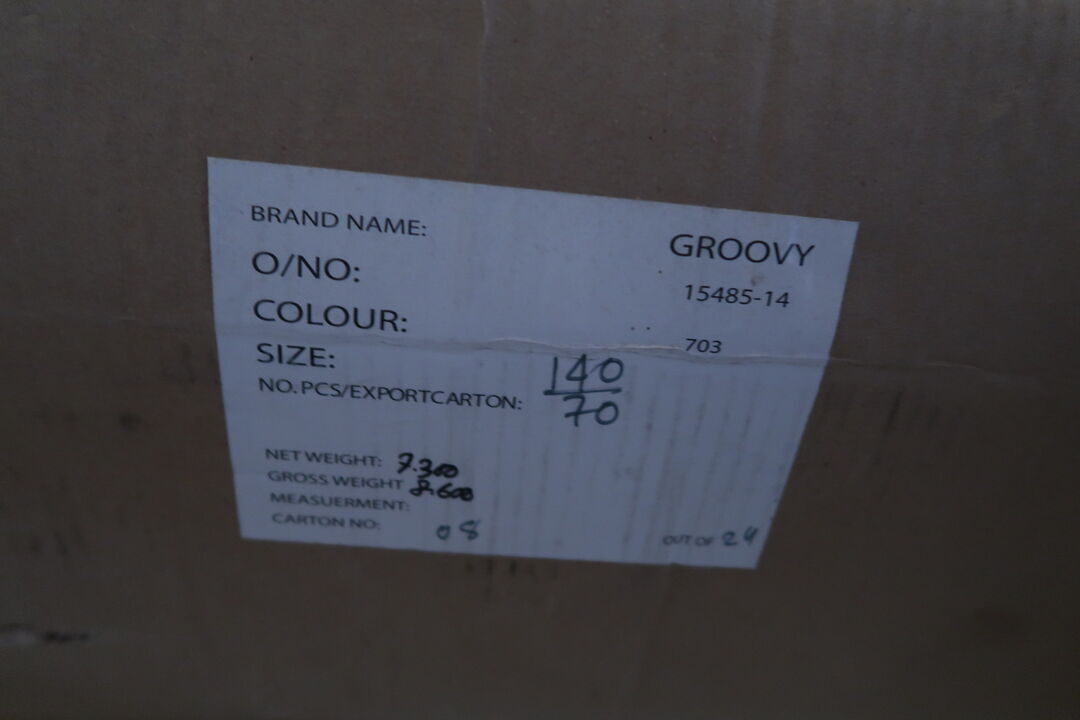 BRAND NAME: GROOVY
O/NO: 15485-14
COLOUR: 703
SIZE: 140
NO. PCS/EXPORTCARTON: 70
NET WEIGHT: 7.300
GROSS WEIGHT 8.600
MEASUERMENT:
CARTON NO: 08 OUT OF 24